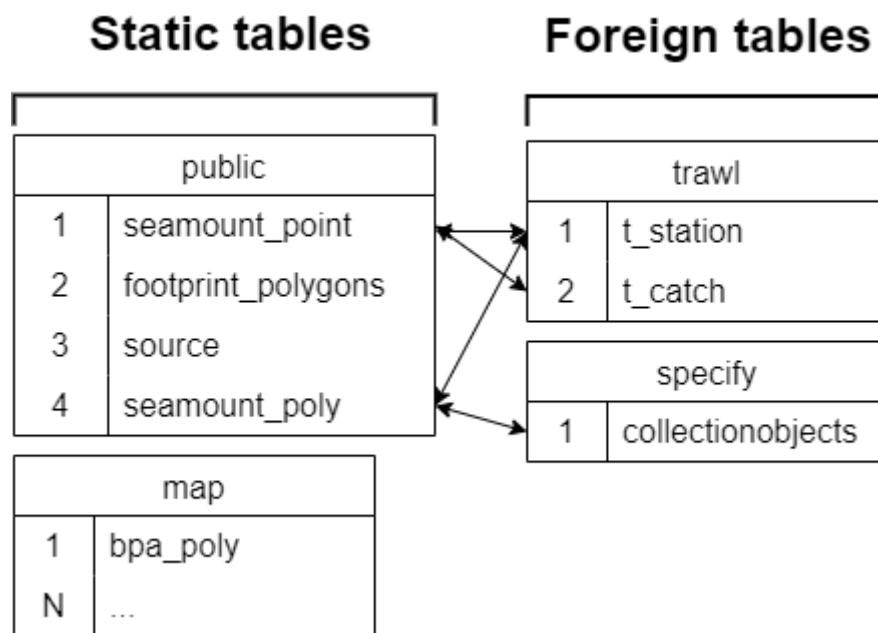 Static tables
Foreign tables
public
1 seamount_point
2 footprint_polygons
3 source
4 seamount_poly
map
1 bpa_poly
N ...
trawl
1 t_station
2 t_catch
specify
1 collectionobjects